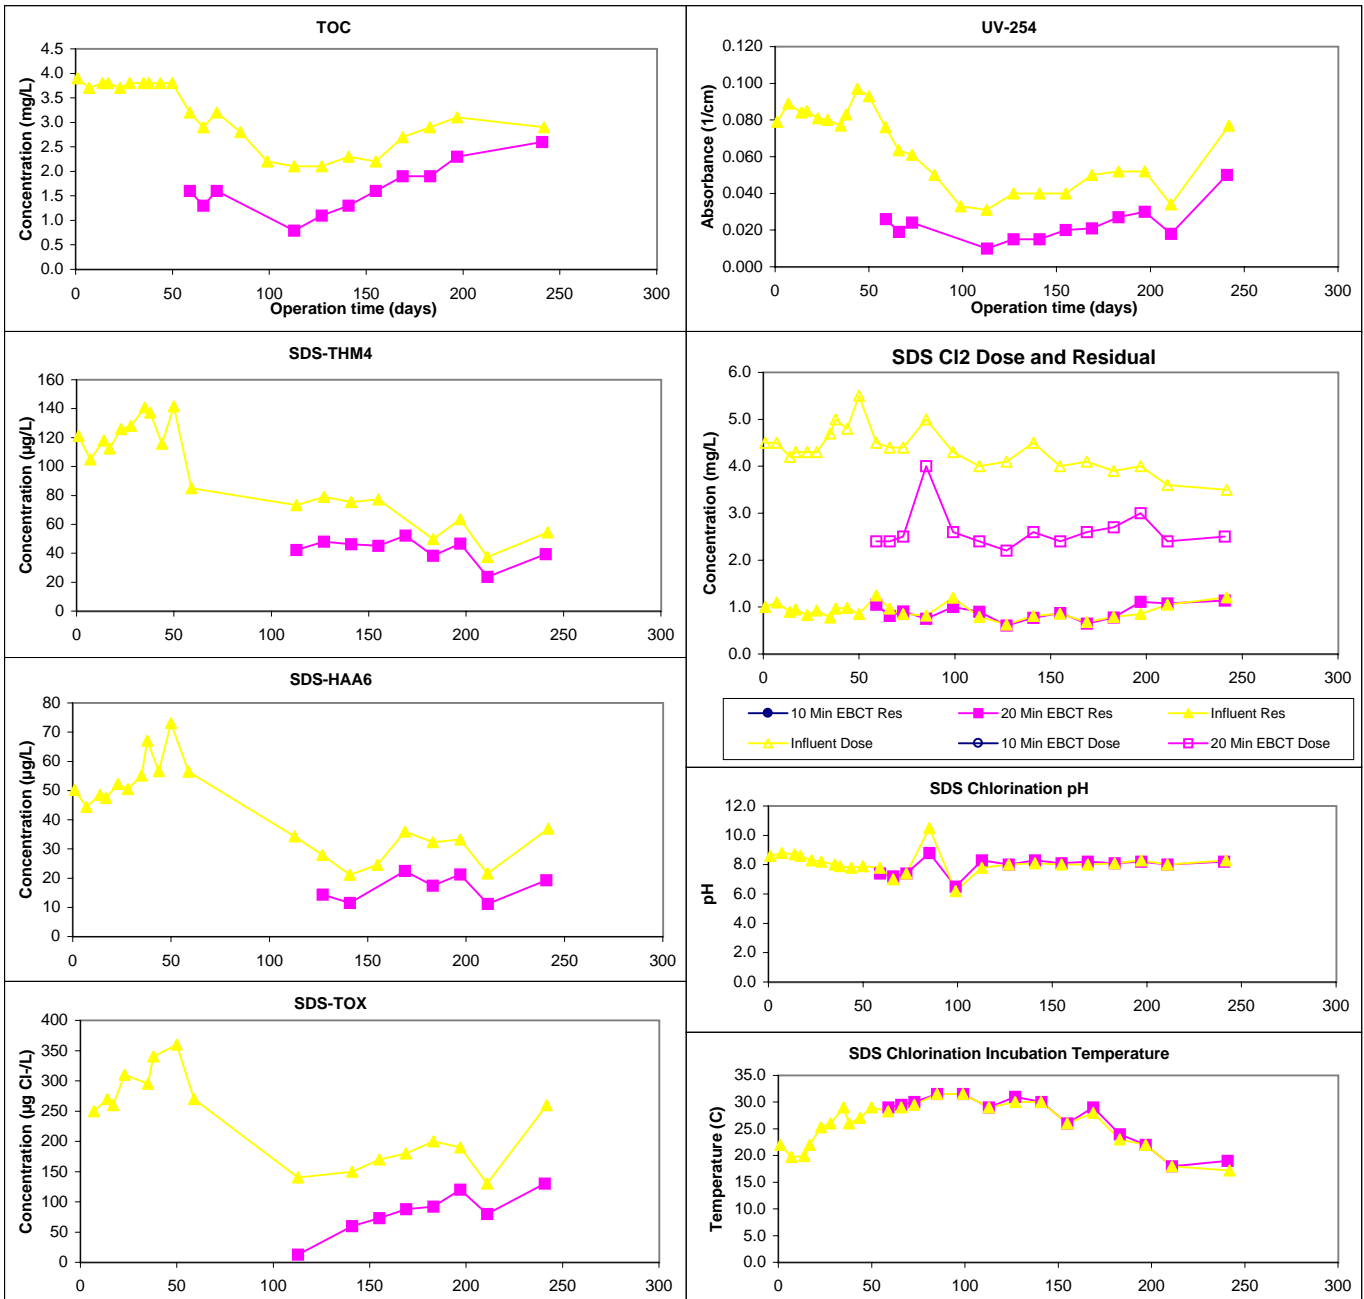 TOC
Concentration (mg/L)
4.5
4.0
3.5
3.0
2.5
2.0
1.5
1.0
0.5
0.0
0 50 100 150 200 250 300
Operation time (days)
UV-254
Absorbance (1/cm)
0.120
0.100
0.080
0.060
0.040
0.020
0.000
0 50 100 150 200 250 300
Operation time (days)
SDS-THM4
Concentration (µg/L)
160
140
120
100
80
60
40
20
0
0 50 100 150 200 250 300
SDS Cl2 Dose and Residual
Concentration (mg/L)
6.0
5.0
4.0
3.0
2.0
1.0
0.0
0 50 100 150 200 250 300
10 Min EBCT Res 20 Min EBCT Res Influent Res
Influent Dose 10 Min EBCT Dose 20 Min EBCT Dose
SDS-HAA6
Concentration (µg/L)
80
70
60
50
40
30
20
10
0
0 50 100 150 200 250 300
SDS Chlorination pH
pH
12.0
10.0
8.0
6.0
4.0
2.0
0.0
0 50 100 150 200 250 300
SDS-TOX
Concentration (µg Cl-/L)
400
350
300
250
200
150
100
50
0
0 50 100 150 200 250 300
SDS Chlorination Incubation Temperature
Temperature (C)
35.0
30.0
25.0
20.0
15.0
10.0
5.0
0.0
0 50 100 150 200 250 300